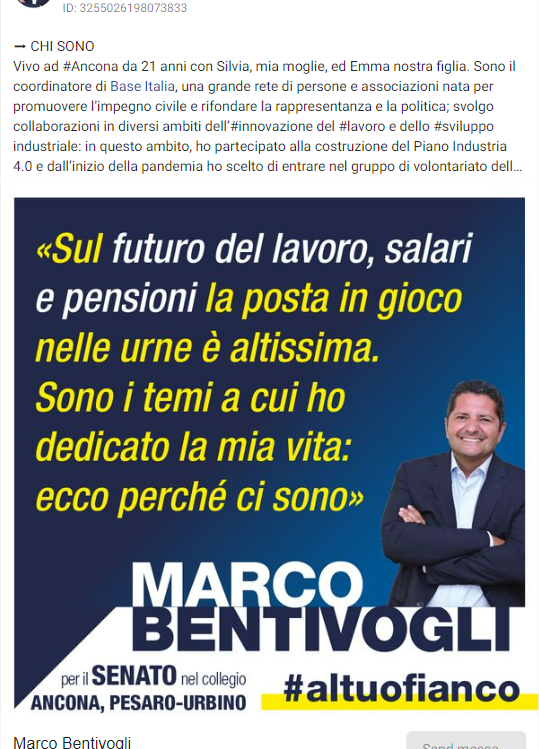 ID: 3255026198073833
➞ CHI SONO
Vivo ad #Ancona da 21 anni con Silvia, mia moglie, ed Emma nostra figlia. Sono il
coordinatore di Base Italia, una grande rete di persone e associazioni nata per
promuovere l'impegno civile e rifondare la rappresentanza e la politica; svolgo
collaborazioni in diversi ambiti dell'#innovazione del #lavoro e dello #sviluppo
industriale: in questo ambito, ho partecipato alla costruzione del Piano Industria
4.0 e dall'inizio della pandemia ho scelto di entrare nel gruppo di volontariato dell...
«Sul futuro del lavoro, salari
e pensioni la posta in gioco
nelle urne è altissima.
Sono i temi a cui ho
dedicato la mia vita:
ecco perché ci sono»
MARCO
BENTIVOGLI
per il SENATO nel collegio
ANCONA, PESARO-URBINO
#altuofianco
Marco Bentivogli
Send